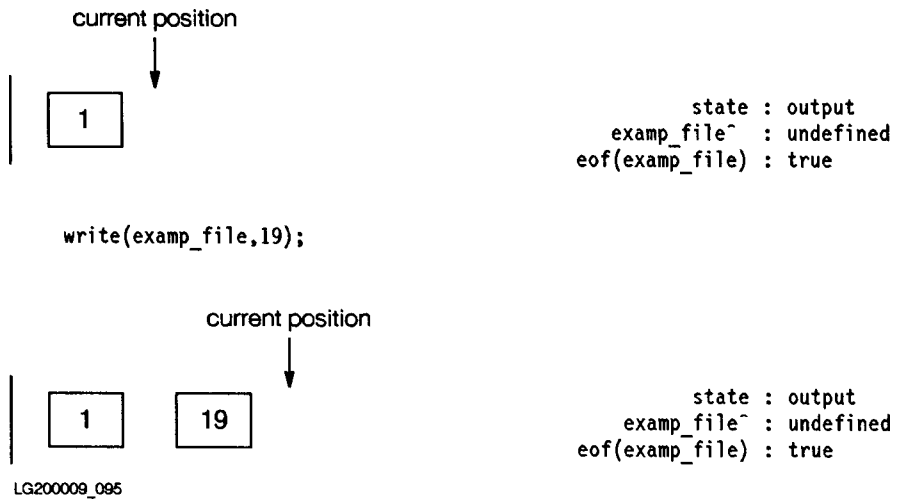 current position
1
state : output
examp_file^ : undefined
eof(examp_file) : true
write(examp_file,19);
current position
1 19
state : output
examp_file^ : undefined
eof(examp_file) : true
LG200009_095